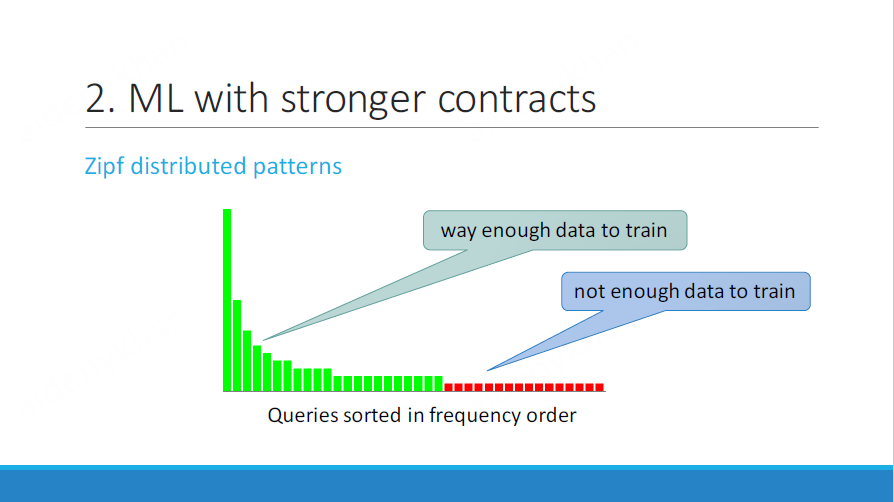 2. ML with stronger contracts
Zipf distributed patterns
way enough data to train
not enough data to train
Queries sorted in frequency order